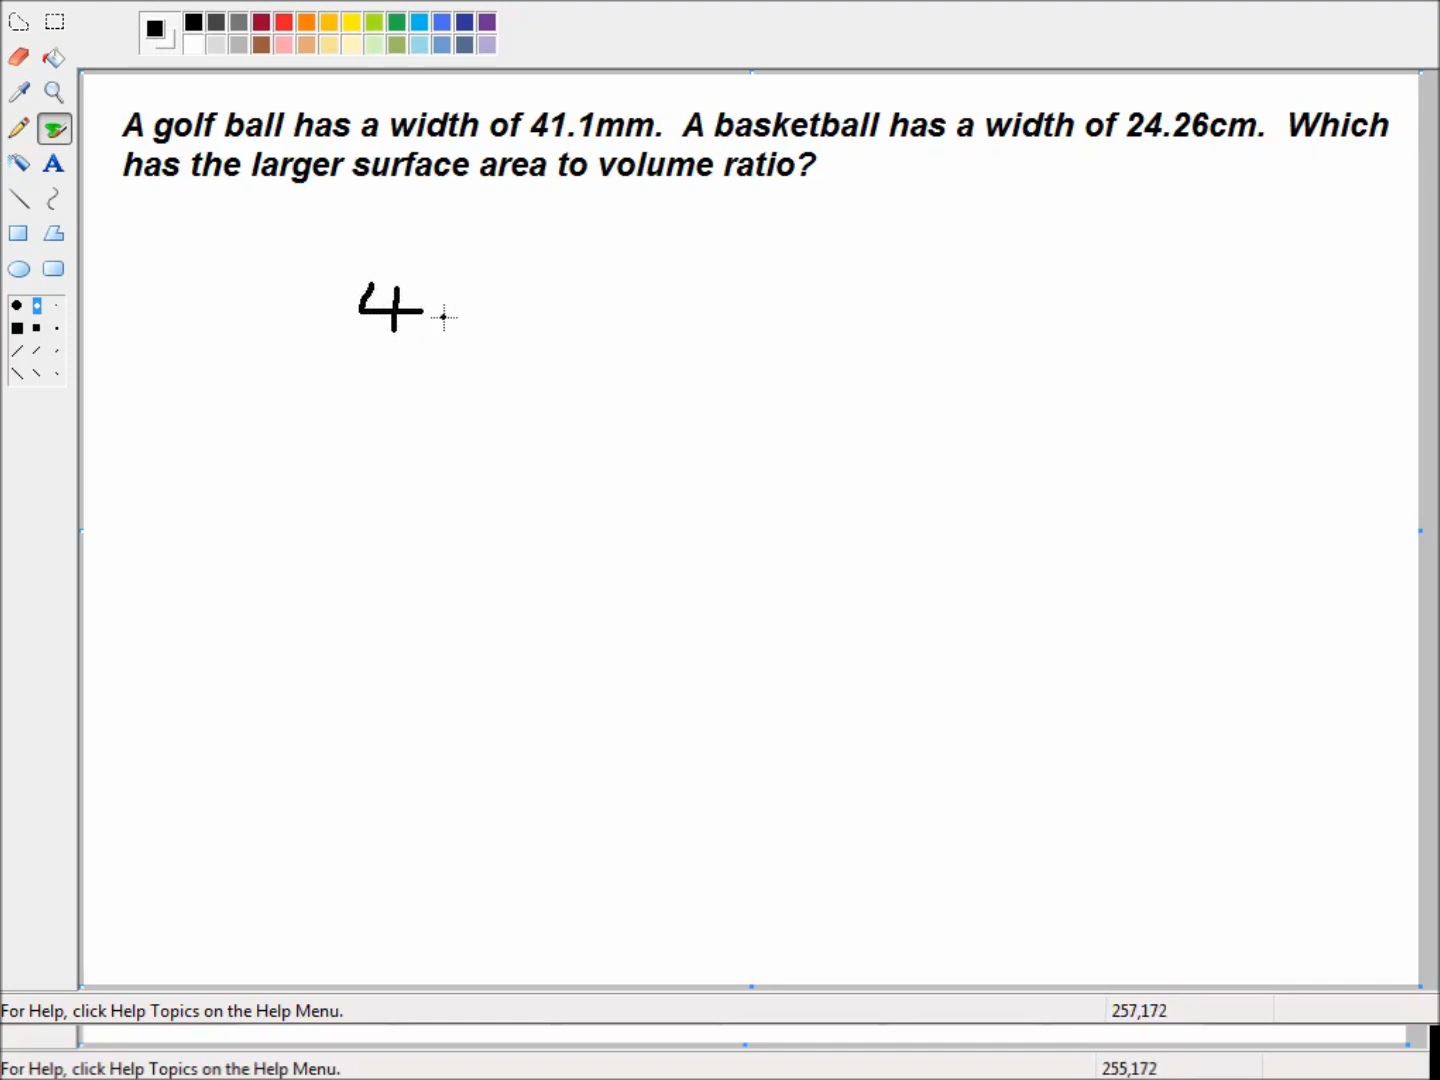 A golf ball has a width of 41.1mm.  A basketball has a width of 24.26cm.  Which
has the larger surface area to volume ratio?
4
For Help, click Help Topics on the Help Menu.
257,172
For Help, click Help Topics on the Help Menu.
255,172